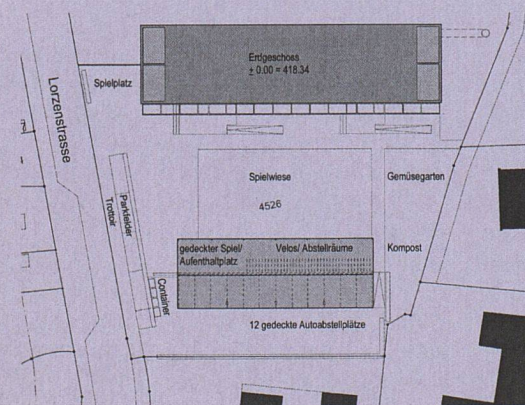 Erdgeschoss
± 0.00 = 418.34
Spielplatz
Lorzenstrasse
Spielwiese
Gemüsegarten
4526
Parkfelder
Trottoir
gedeckter Spiel/
Aufenthaltplatz
Velos/ Abstellräume
Kompost
Container
12 gedeckte Autoabstellplätze